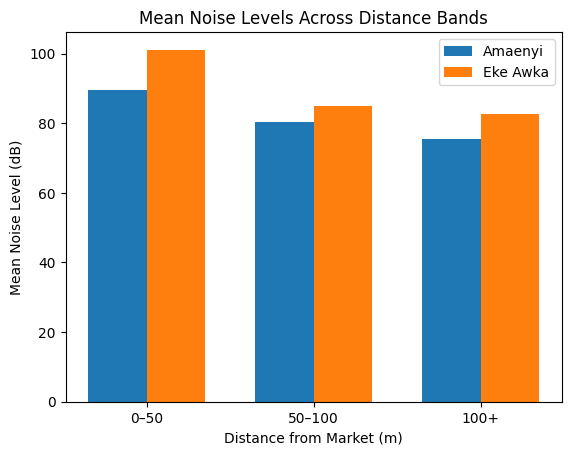 Mean Noise Levels Across Distance Bands
Amaenyi
Eke Awka
Mean Noise Level (dB)
100
80
60
40
20
0
0–50
50–100
100+
Distance from Market (m)